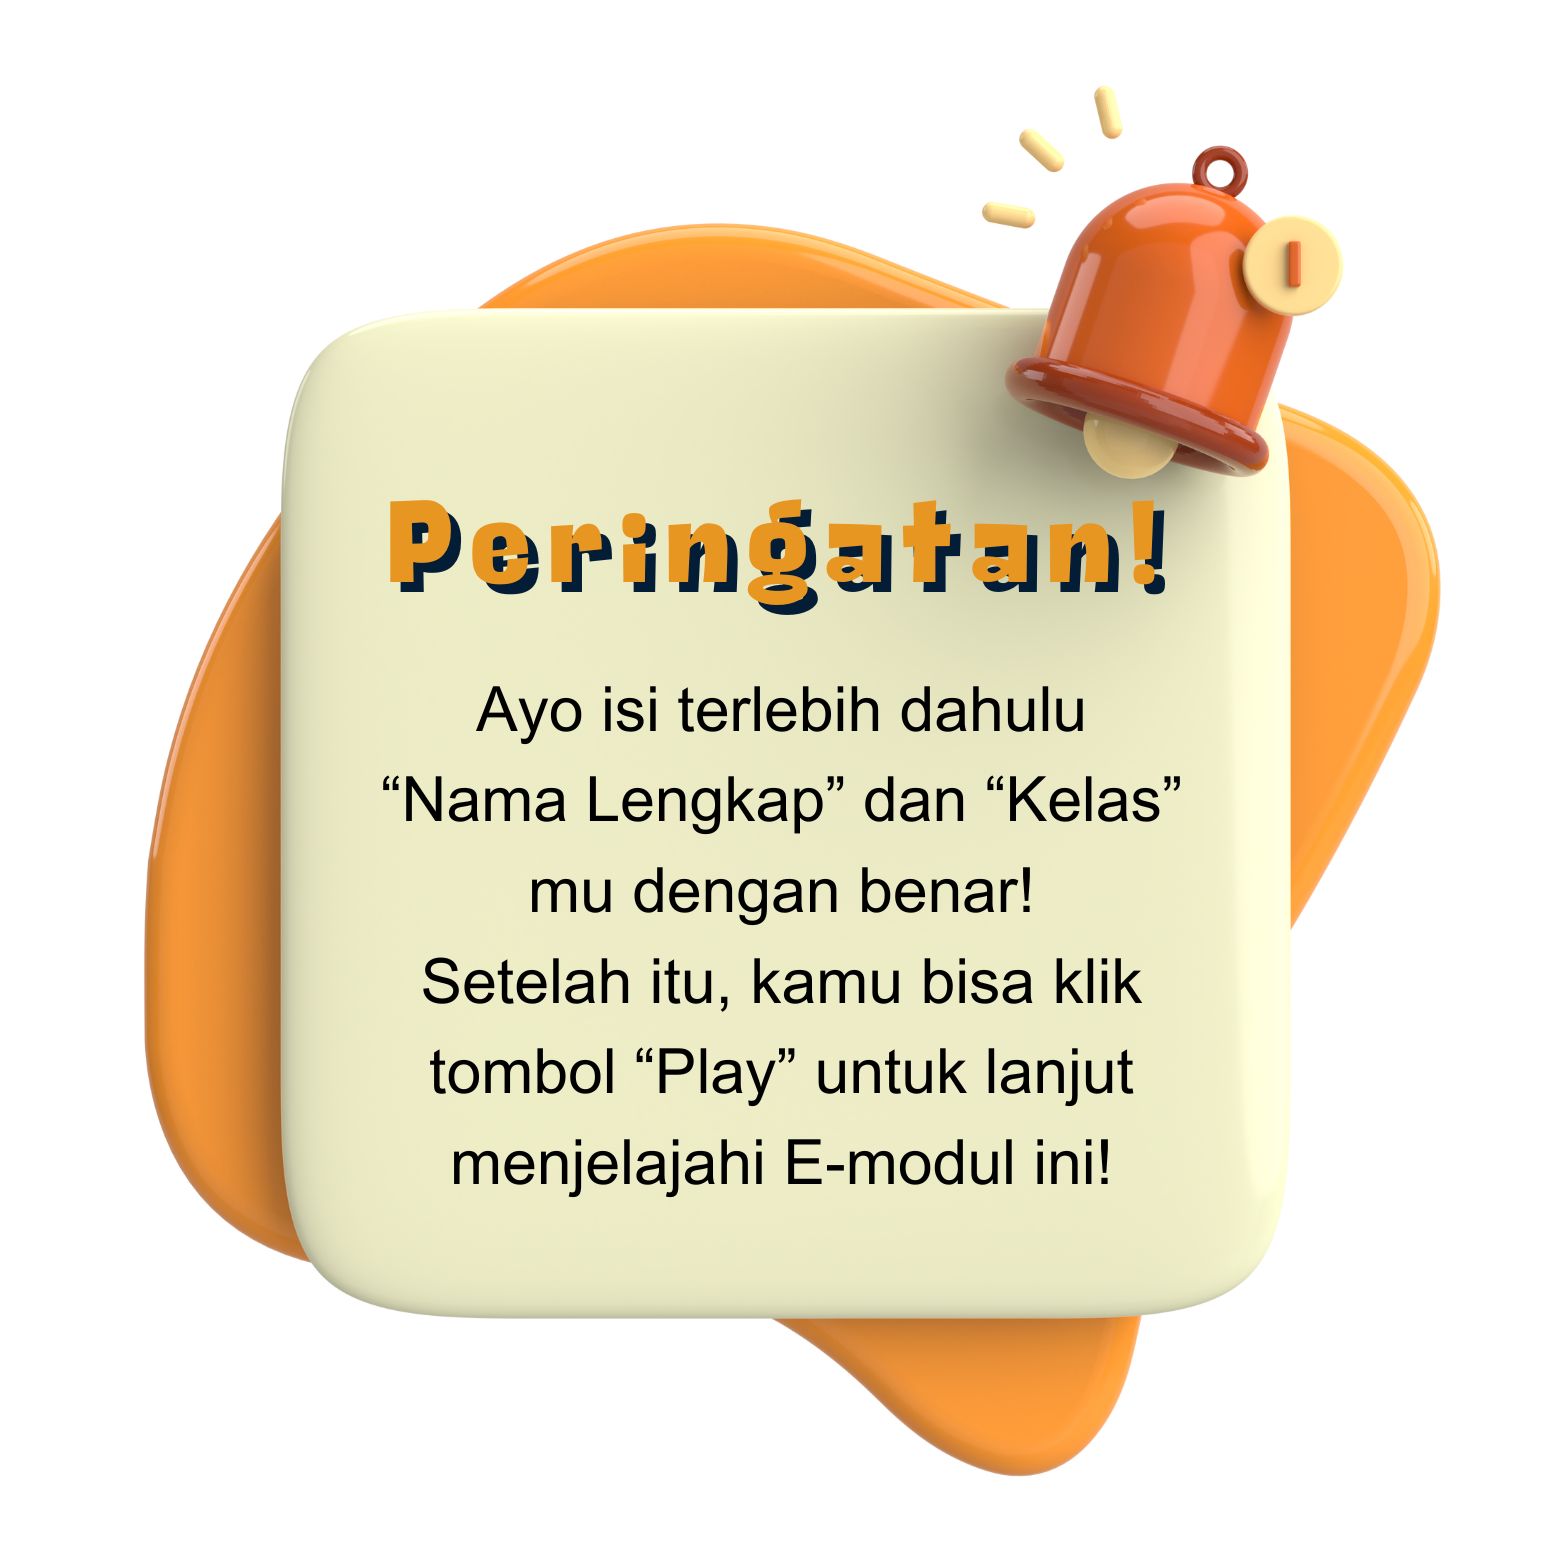 Peringatan!
Ayo isi terlebih dahulu
“Nama Lengkap” dan “Kelas”
mu dengan benar!
Setelah itu, kamu bisa klik
tombol “Play” untuk lanjut
menjelajahi E-modul ini!